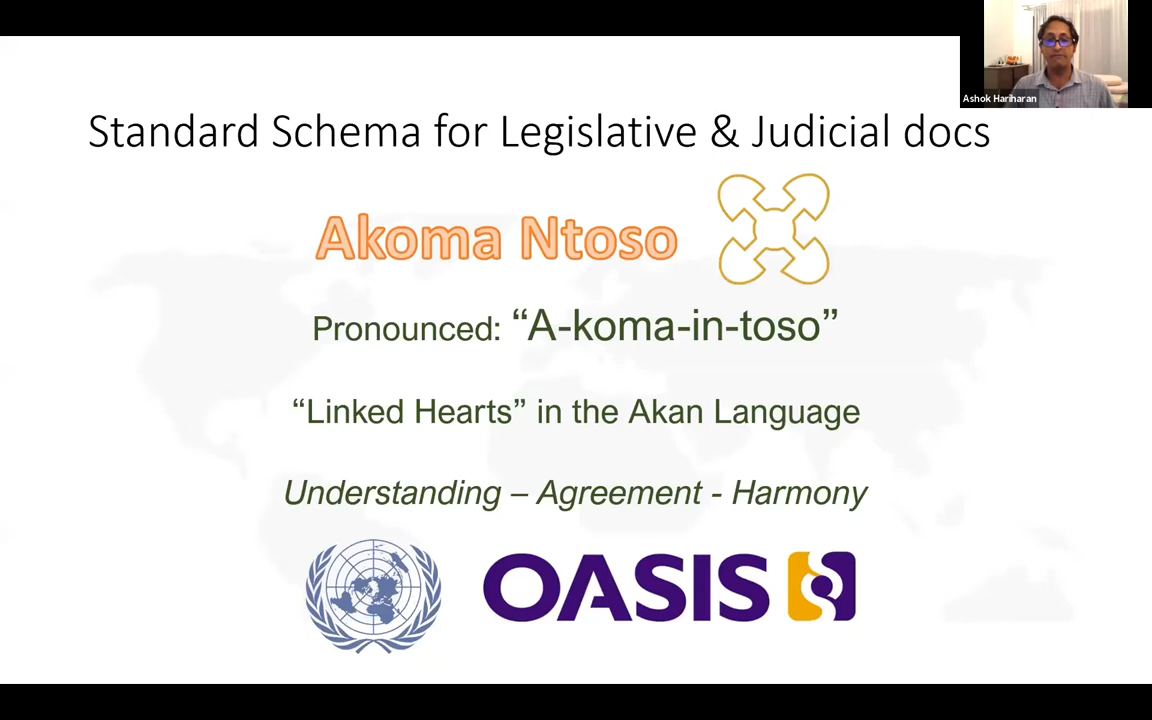 Ashok Hariharan
Standard Schema for Legislative & Judicial docs
Akoma Ntoso
Pronounced: “A-koma-in-toso”
“Linked Hearts” in the Akan Language
Understanding – Agreement - Harmony
OASIS